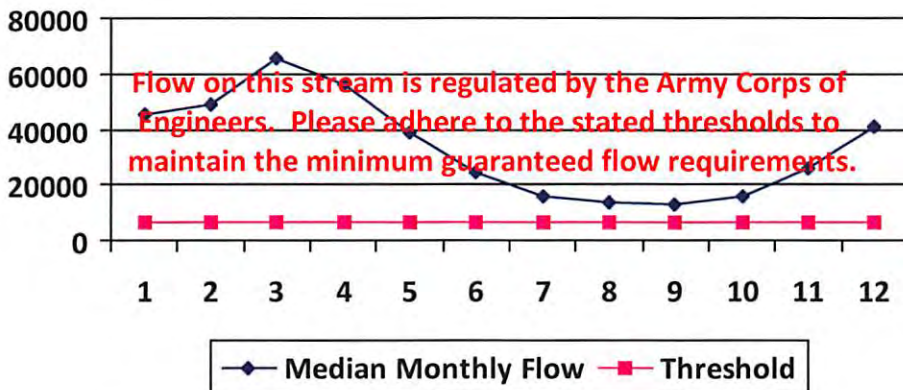 80000
60000
40000
20000
0
Flow on this stream is regulated by the Army Corps of
Engineers. Please adhere to the stated thresholds to
maintain the minimum guaranteed flow requirements.
1 2 3 4 5 6 7 8 9 10 11 12
Median Monthly Flow Threshold